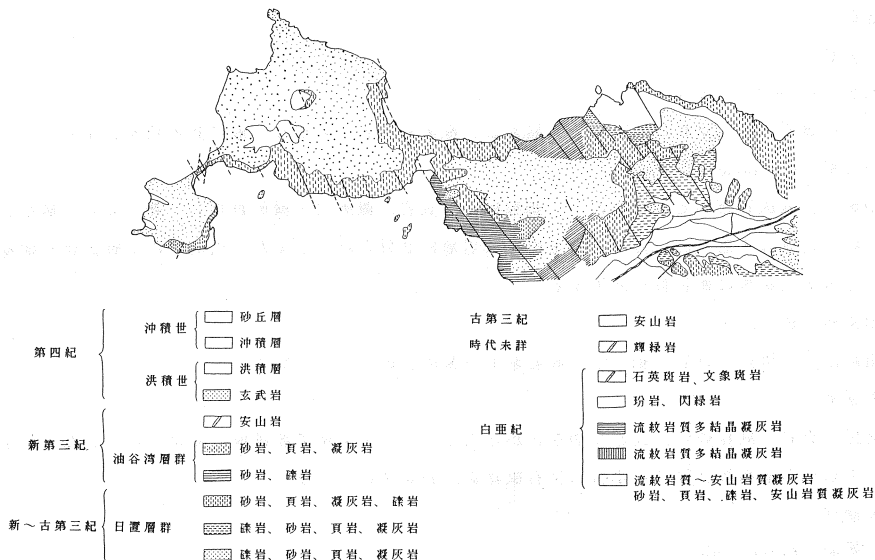 第四紀
沖積世
砂丘層
沖積層
洪積世
洪積層
玄武岩
新第三紀
安山岩
油谷湾層群
砂岩、頁岩、凝灰岩
砂岩、礫岩
新〜古第三紀
日置層群
砂岩、頁岩、凝灰岩、礫岩
礫岩、砂岩、頁岩、凝灰岩
礫岩、砂岩、頁岩、凝灰岩
古第三紀
安山岩
時代未詳
輝緑岩
白亜紀
石英斑岩、文象斑岩
玢岩、閃緑岩
流紋岩質多結晶凝灰岩
流紋岩質多結晶凝灰岩
流紋岩質〜安山岩質凝灰岩
砂岩、頁岩、礫岩、安山岩質凝灰岩